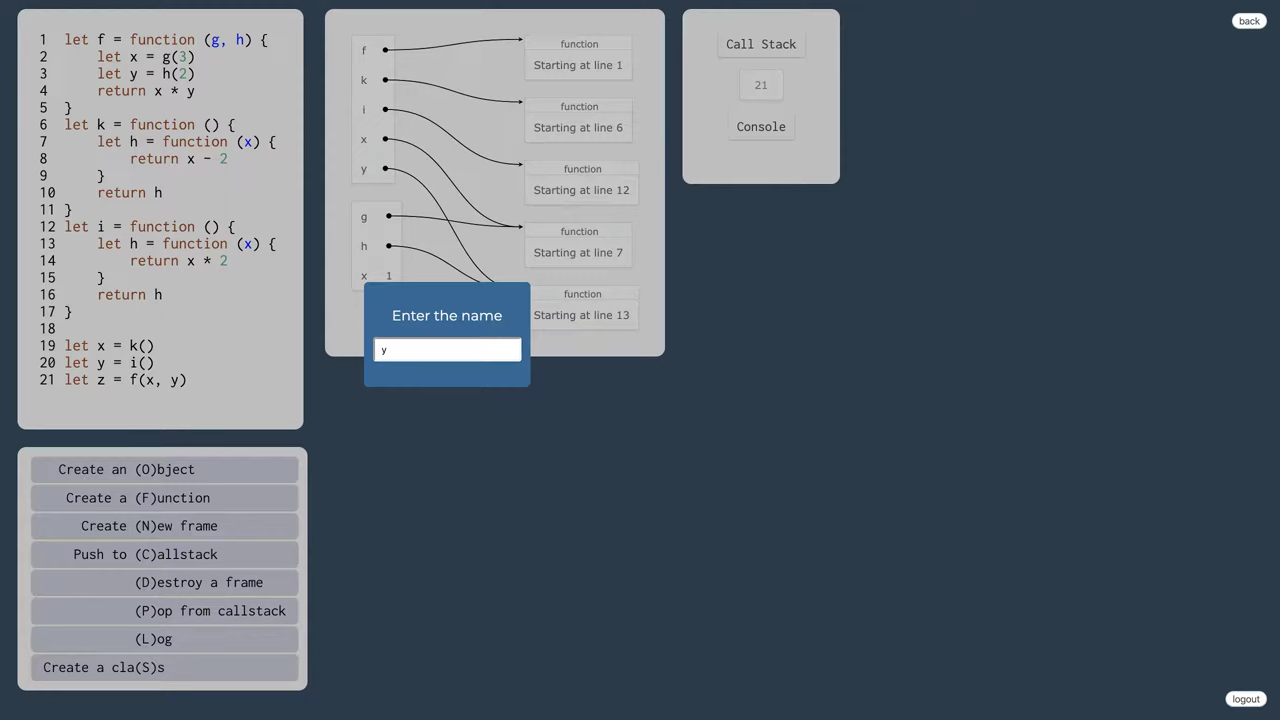 1 let f = function (g, h) {
2 let x = g(3)
3 let y = h(2)
4 return x * y
5 }
6 let k = function () {
7 let h = function (x) {
8 return x - 2
9 }
10 return h
11 }
12 let i = function () {
13 let h = function (x) {
14 return x * 2
15 }
16 return h
17 }
18
19 let x = k()
20 let y = i()
21 let z = f(x, y)
Create an (O)bject
Create a (F)unction
Create (N)ew frame
Push to (C)allstack
(D)estroy a frame
(P)op from callstack
(L)og
Create a cla(S)s
f
k
i
x
y
g
h
x 1
function
Starting at line 1
function
Starting at line 6
function
Starting at line 12
function
Starting at line 7
function
Starting at line 13
Enter the name
y
Call Stack
21
Console
back
logout